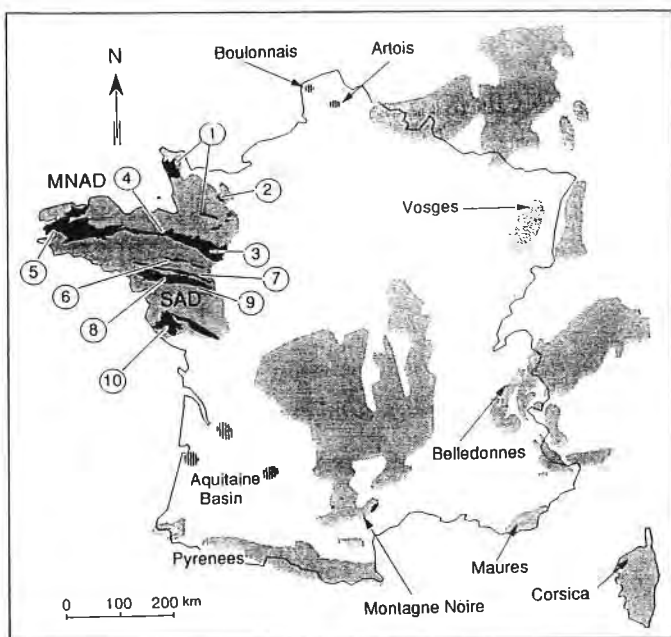 Boulonnais
Artois
N
1
MNAD
4
2
Vosges
3
5
7
6
9
SAD
8
10
Belledonnes
Aquitaine
Basin
Pyrenees
Maures
Corsica
Montagne Noire
0 100 200 km